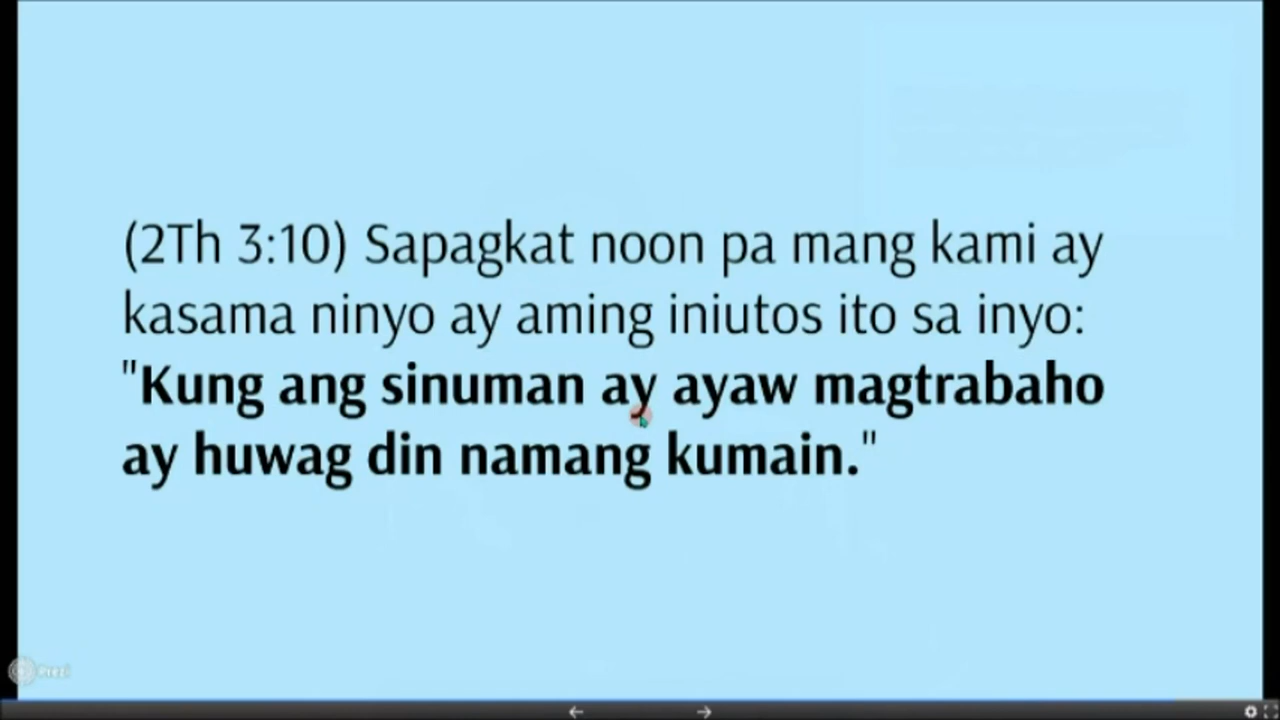 (2Th 3:10) Sapagkat noon pa mang kami ay
kasama ninyo ay aming iniutos ito sa inyo:
"Kung ang sinuman ay ayaw magtrabaho
ay huwag din namang kumain."
Prezi